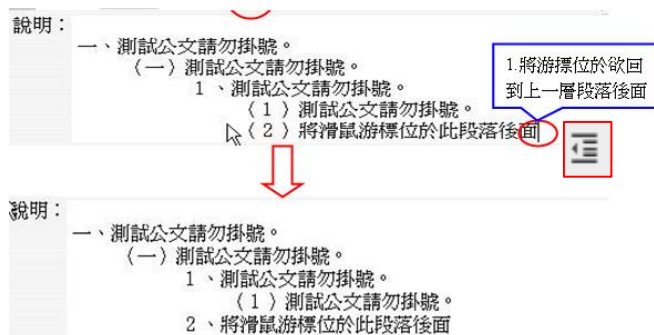 說明：
一、測試公文請勿掛號。
（一）測試公文請勿掛號。
1、測試公文請勿掛號。
（1）測試公文請勿掛號。
（2）將滑鼠游標位於此段落後面
1.將游標位於欲回
到上一層段落後面
說明：
一、測試公文請勿掛號。
（一）測試公文請勿掛號。
1、測試公文請勿掛號。
（1）測試公文請勿掛號。
2、將滑鼠游標位於此段落後面